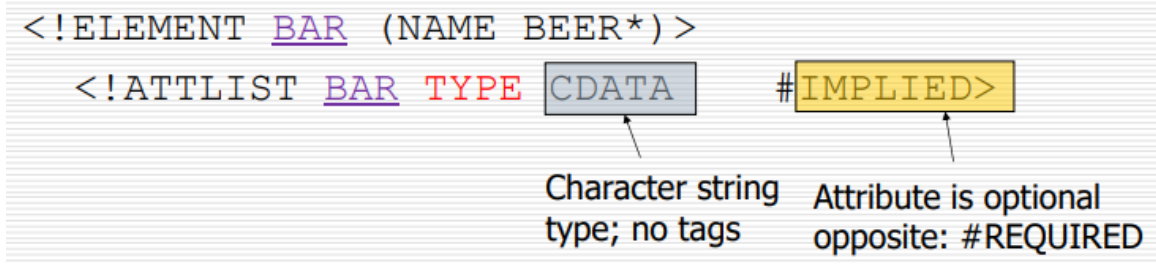 <!ELEMENT BAR (NAME BEER*)>
<!ATTLIST BAR TYPE CDATA #IMPLIED>
Character string
type; no tags
Attribute is optional
opposite: #REQUIRED